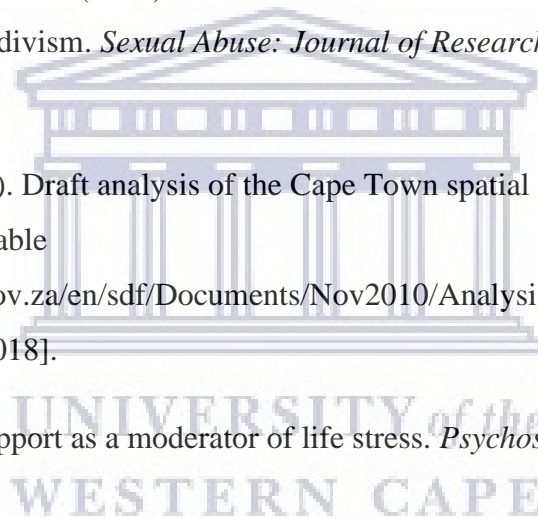 divism. Sexual Abuse: Journal of Research
). Draft analysis of the Cape Town spatial
able
ov.za/en/sdf/Documents/Nov2010/Analysi
018].
pport as a moderator of life stress. Psychos
UNIVERSITY of the
WESTERN CAPE